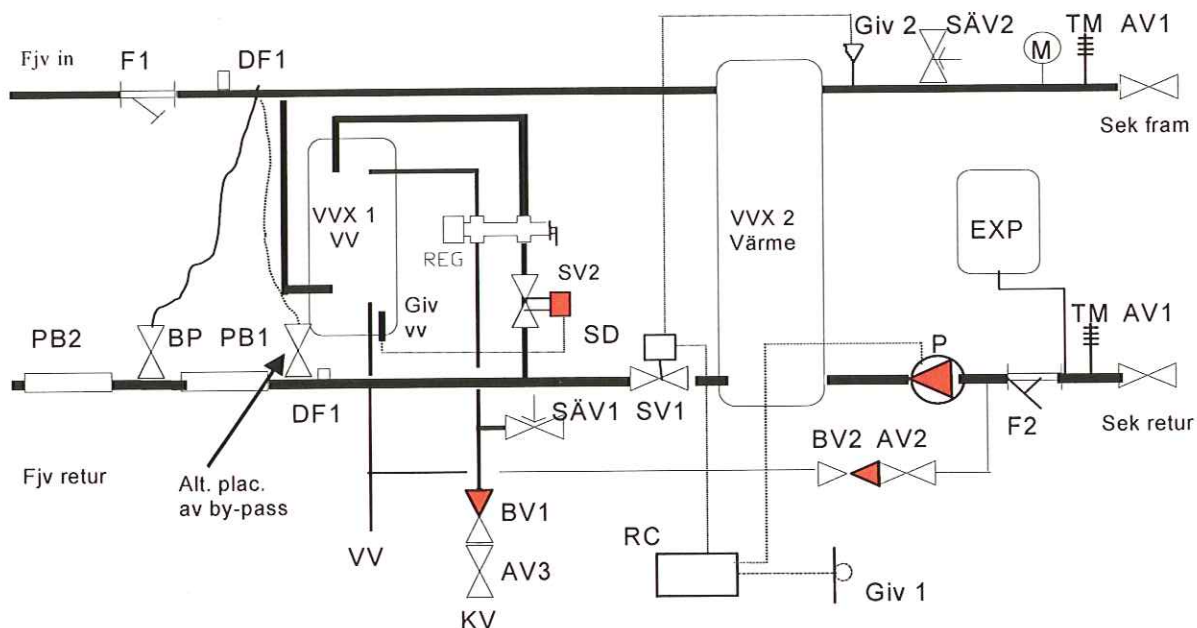 Giv 2
SÄV2
TM
AV1
Fjv in
F1
DF1
M
Sek fram
VVX 1
VV
VVX 2
Värme
EXP
REG
SV2
Giv
vv
SD
TM
AV1
PB2
BP
PB1
P
DF1
SÄV1
SV1
F2
Sek retur
BV2
AV2
Fjv retur
Alt. plac.
av by-pass
BV1
RC
VV
AV3
Giv 1
KV